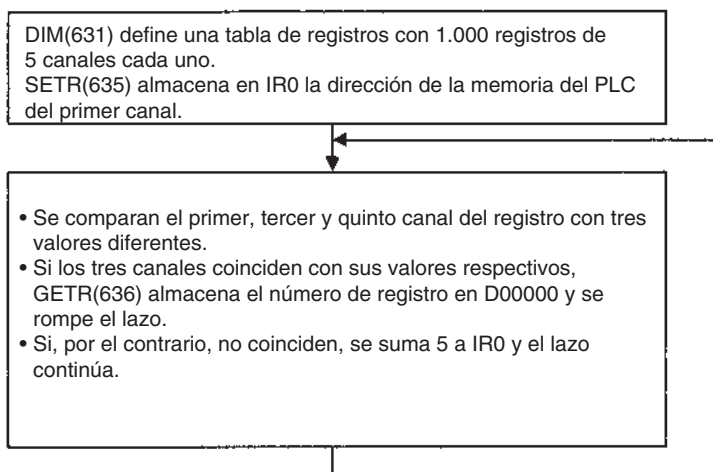 DIM(631) define una tabla de registros con 1.000 registros de
5 canales cada uno.
SETR(635) almacena en IR0 la dirección de la memoria del PLC
del primer canal.
• Se comparan el primer, tercer y quinto canal del registro con tres
valores diferentes.
• Si los tres canales coinciden con sus valores respectivos,
GETR(636) almacena el número de registro en D00000 y se
rompe el lazo.
• Si, por el contrario, no coinciden, se suma 5 a IR0 y el lazo
continúa.